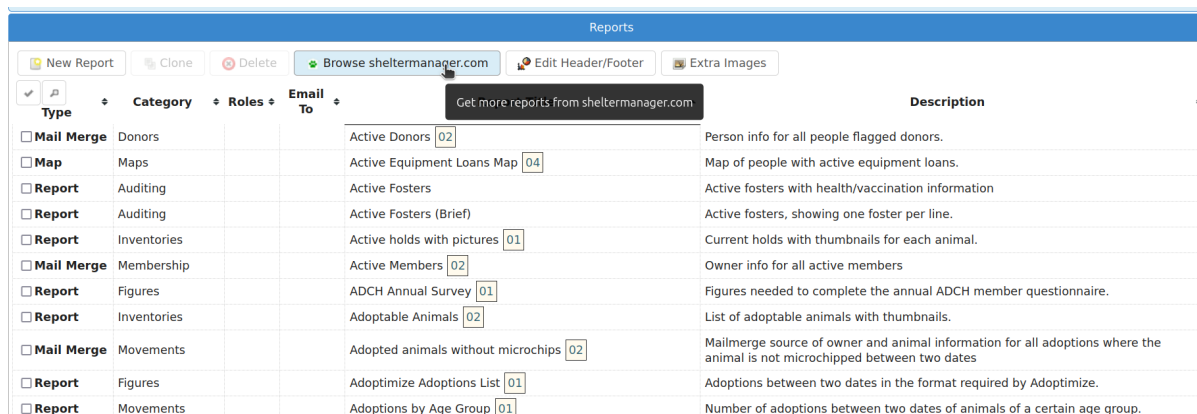 Reports
New Report Clone Delete Browse sheltermanager.com Edit Header/Footer Extra Images
Type Category Roles Email To Description
Get more reports from sheltermanager.com
Mail Merge Donors Active Donors 02 Person info for all people flagged donors.
Map Maps Active Equipment Loans Map 04 Map of people with active equipment loans.
Report Auditing Active Fosters Active fosters with health/vaccination information
Report Auditing Active Fosters (Brief) Active fosters, showing one foster per line.
Report Inventories Active holds with pictures 01 Current holds with thumbnails for each animal.
Mail Merge Membership Active Members 02 Owner info for all active members
Report Figures ADCH Annual Survey 01 Figures needed to complete the annual ADCH member questionnaire.
Report Inventories Adoptable Animals 02 List of adoptable animals with thumbnails.
Mail Merge Movements Adopted animals without microchips 02 Mailmerge source of owner and animal information for all adoptions where the
animal is not microchipped between two dates
Report Figures Adoptimize Adoptions List 01 Adoptions between two dates in the format required by Adoptimize.
Report Movements Adoptions by Age Group 01 Number of adoptions between two dates of animals of a certain age group.